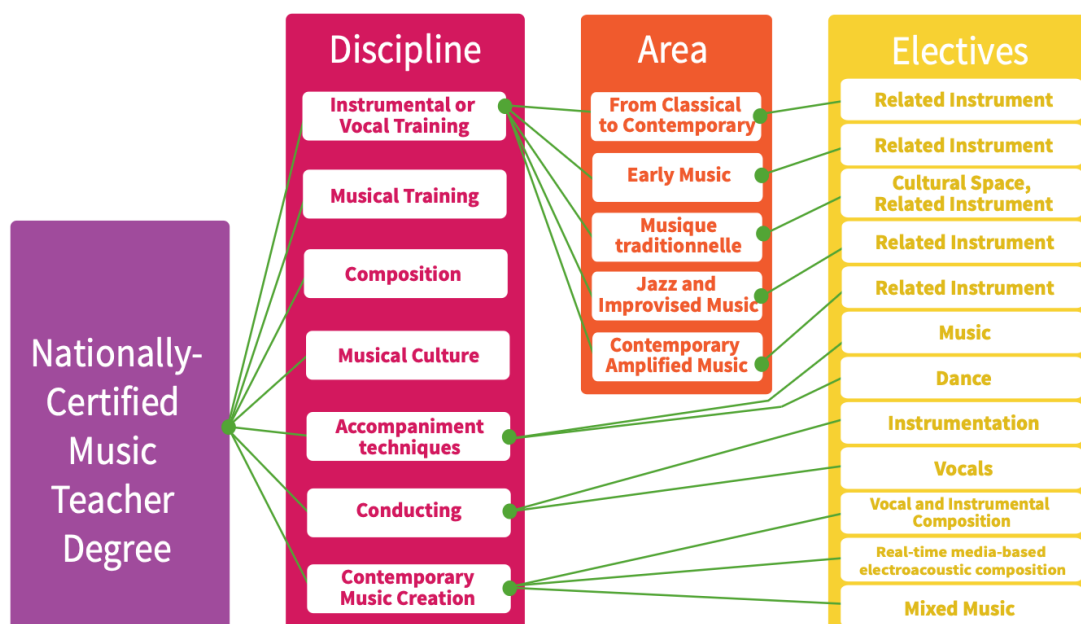 Nationally-
Certified
Music
Teacher
Degree
Discipline
Instrumental or
Vocal Training
Musical Training
Composition
Musical Culture
Accompaniment
techniques
Conducting
Contemporary
Music Creation
Area
From Classical
to Contemporary
Early Music
Musique
traditionnelle
Jazz and
Improvised Music
Contemporary
Amplified Music
Electives
Related Instrument
Related Instrument
Cultural Space,
Related Instrument
Related Instrument
Related Instrument
Music
Dance
Instrumentation
Vocals
Vocal and Instrumental
Composition
Real-time media-based
electroacoustic composition
Mixed Music